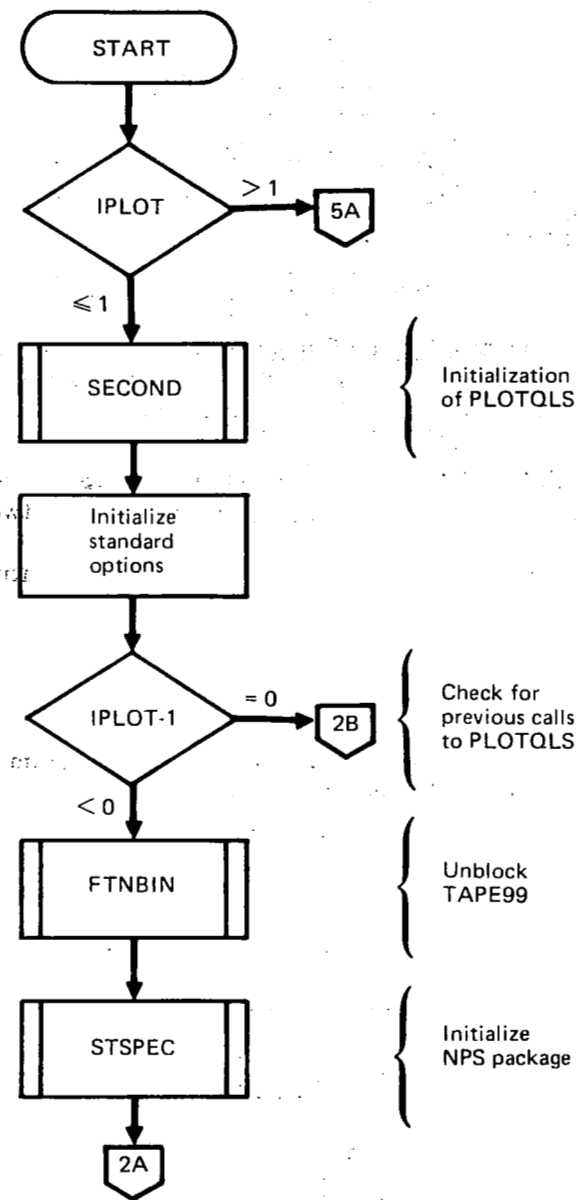 START
IPLOT
> 1
5A
≤ 1
SECOND
Initialization
of PLOTQLS
Initialize
standard
options
IPLOT-1
= 0
2B
Check for
previous calls
to PLOTQLS
< 0
FTNBIN
Unblock
TAPE99
STSPEC
Initialize
NPS package
2A